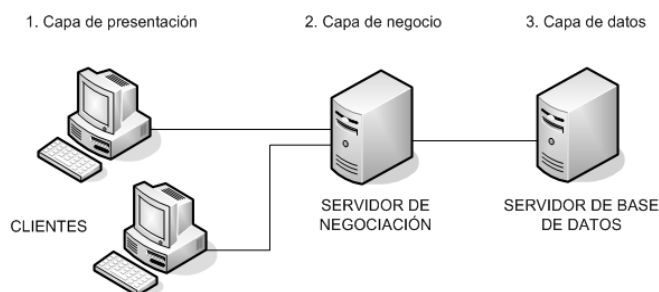 1. Capa de presentación
2. Capa de negocio
3. Capa de datos
CLIENTES
SERVIDOR DE
NEGOCIACIÓN
SERVIDOR DE BASE
DE DATOS